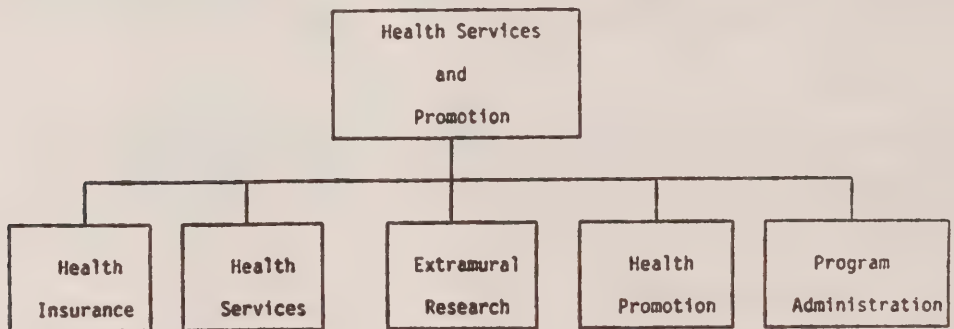 Health Services
and
Promotion
Health
Insurance
Health
Services
Extramural
Research
Health
Promotion
Program
Administration